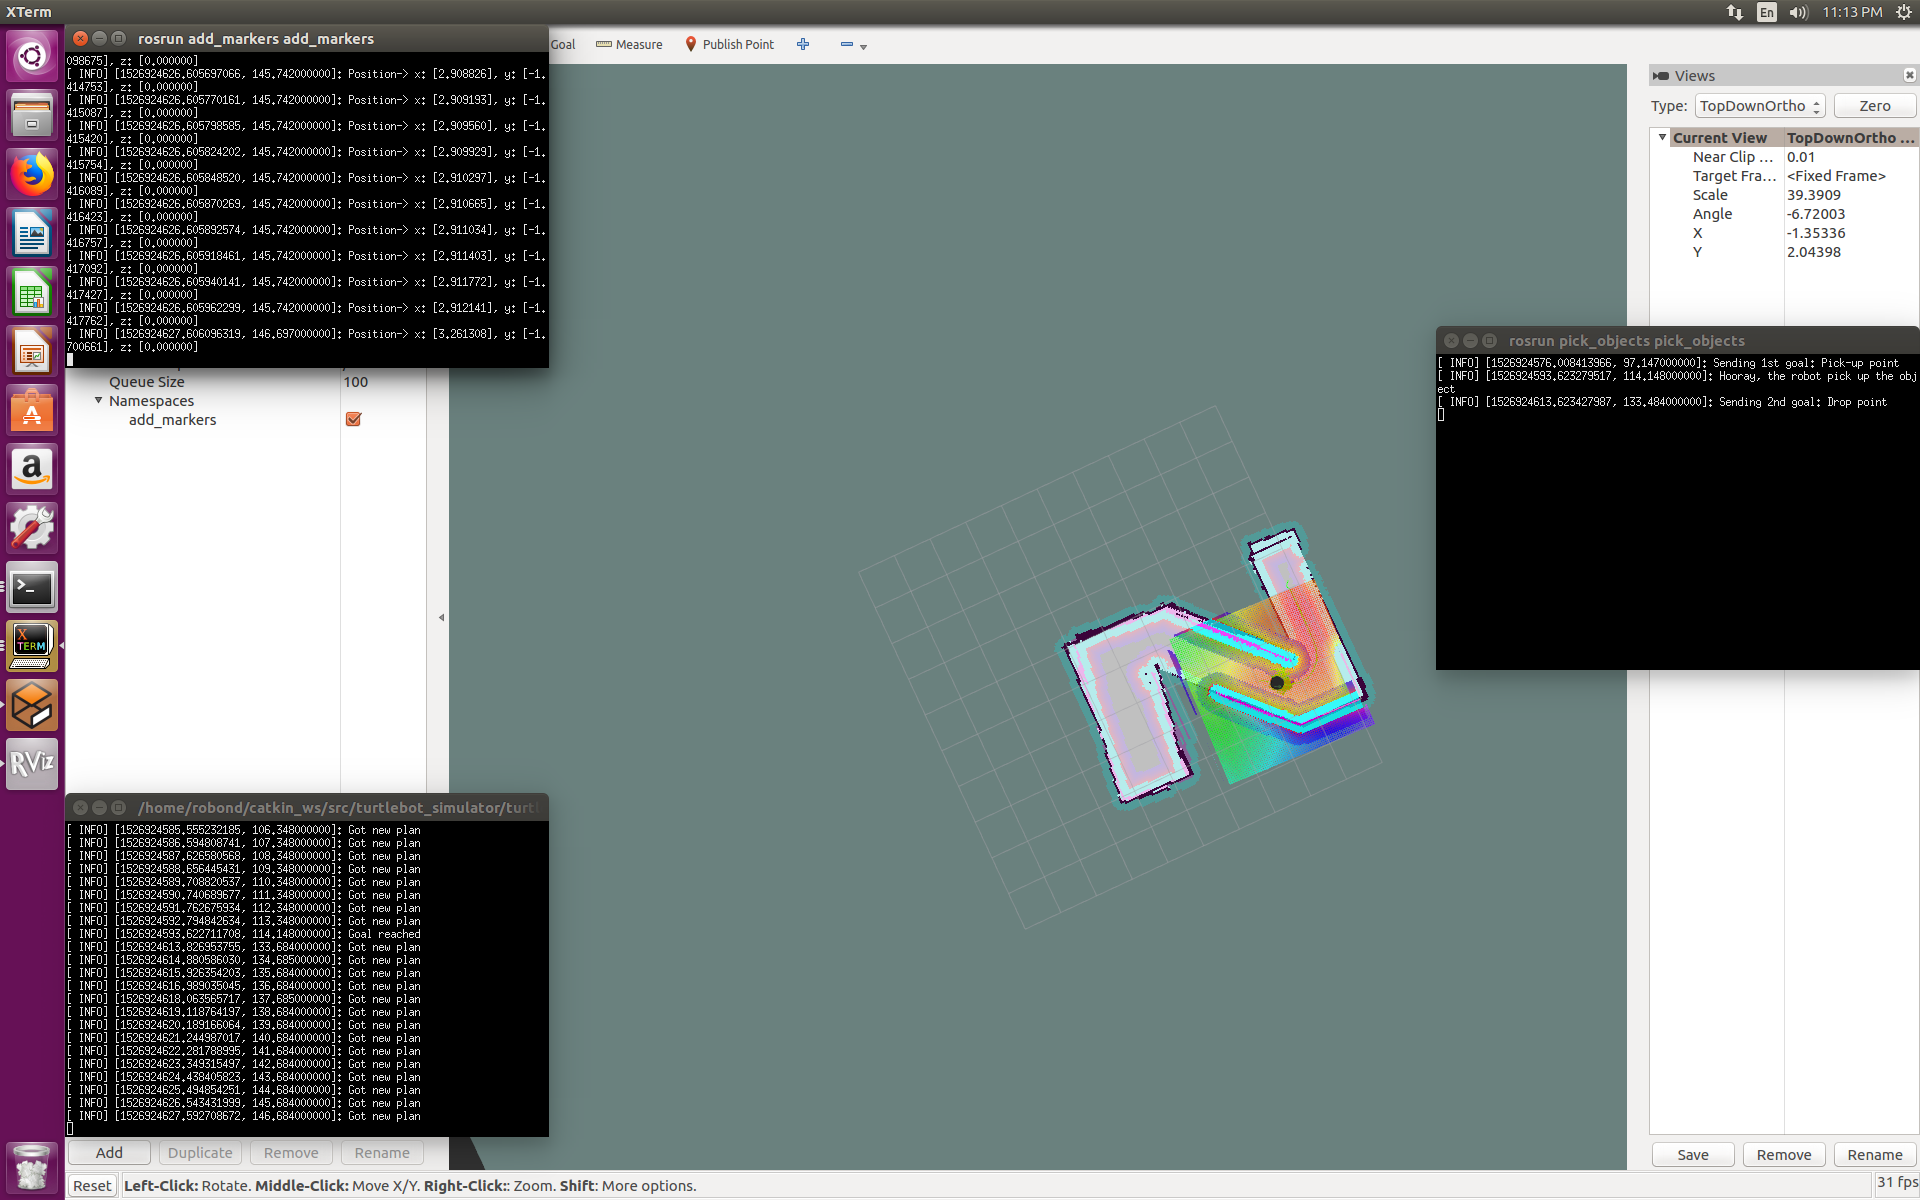 XTerm
En
11:13 PM
rosrun add_markers add_markers
098675], z: [0.000000]
[ INFO] [1526924626.605697066, 145.742000000]: Position-> x: [2.908826], y: [-1.
414753], z: [0.000000]
[ INFO] [1526924626.605770161, 145.742000000]: Position-> x: [2.909193], y: [-1.
415087], z: [0.000000]
[ INFO] [1526924626.605798585, 145.742000000]: Position-> x: [2.909560], y: [-1.
415420], z: [0.000000]
[ INFO] [1526924626.605824202, 145.742000000]: Position-> x: [2.909929], y: [-1.
415754], z: [0.000000]
[ INFO] [1526924626.605848520, 145.742000000]: Position-> x: [2.910297], y: [-1.
416089], z: [0.000000]
[ INFO] [1526924626.605870269, 145.742000000]: Position-> x: [2.910665], y: [-1.
416423], z: [0.000000]
[ INFO] [1526924626.605892574, 145.742000000]: Position-> x: [2.911034], y: [-1.
416757], z: [0.000000]
[ INFO] [1526924626.605918461, 145.742000000]: Position-> x: [2.911403], y: [-1.
417092], z: [0.000000]
[ INFO] [1526924626.605940141, 145.742000000]: Position-> x: [2.911772], y: [-1.
417427], z: [0.000000]
[ INFO] [1526924626.605962299, 145.742000000]: Position-> x: [2.912141], y: [-1.
417762], z: [0.000000]
[ INFO] [1526924627.606096319, 146.697000000]: Position-> x: [3.261308], y: [-1.
700661], z: [0.000000]
Goal
Measure
Publish Point
Views
Type: TopDownOrtho Zero
Current View TopDownOrtho ...
Near Clip ... 0.01
Target Fra... <Fixed Frame>
Scale 39.3909
Angle -6.72003
X -1.35336
Y 2.04398
rosrun pick_objects pick_objects
[ INFO] [1526924576.008413966, 97.147000000]: Sending 1st goal: Pick-up point
[ INFO] [1526924593.623279517, 114.148000000]: Hooray, the robot pick up the obj
ect
[ INFO] [1526924613.623427987, 133.484000000]: Sending 2nd goal: Drop point
Queue Size 100
Namespaces
add_markers
a
X
TERM
RViz
/home/robond/catkin_ws/src/turtlebot_simulator/turt
[ INFO] [1526924585.555232185, 106.348000000]: Got new plan
[ INFO] [1526924586.594808741, 107.348000000]: Got new plan
[ INFO] [1526924587.626580568, 108.348000000]: Got new plan
[ INFO] [1526924588.656445431, 109.348000000]: Got new plan
[ INFO] [1526924589.708820537, 110.348000000]: Got new plan
[ INFO] [1526924590.740689677, 111.348000000]: Got new plan
[ INFO] [1526924591.762675934, 112.348000000]: Got new plan
[ INFO] [1526924592.794842634, 113.348000000]: Got new plan
[ INFO] [1526924593.622711708, 114.148000000]: Goal reached
[ INFO] [1526924613.826953755, 133.684000000]: Got new plan
[ INFO] [1526924614.880586030, 134.685000000]: Got new plan
[ INFO] [1526924615.926354203, 135.684000000]: Got new plan
[ INFO] [1526924616.989035045, 136.684000000]: Got new plan
[ INFO] [1526924618.063565717, 137.685000000]: Got new plan
[ INFO] [1526924619.118764197, 138.684000000]: Got new plan
[ INFO] [1526924620.189166064, 139.684000000]: Got new plan
[ INFO] [1526924621.244987017, 140.684000000]: Got new plan
[ INFO] [1526924622.281788995, 141.684000000]: Got new plan
[ INFO] [1526924623.349315497, 142.684000000]: Got new plan
[ INFO] [1526924624.438405823, 143.684000000]: Got new plan
[ INFO] [1526924625.494854251, 144.684000000]: Got new plan
[ INFO] [1526924626.543431999, 145.684000000]: Got new plan
[ INFO] [1526924627.592708672, 146.684000000]: Got new plan
Add Duplicate Remove Rename
Save Remove Rename
Reset Left-Click: Rotate. Middle-Click: Move X/Y. Right-Click:: Zoom. Shift: More options.
31 fps